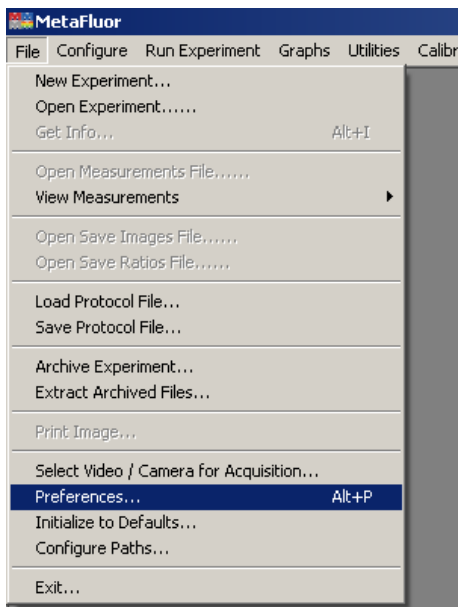 MetaFluor
File Configure Run Experiment Graphs Utilities Calibr
New Experiment...
Open Experiment......
Get Info... Alt+I
Open Measurements File......
View Measurements
Open Save Images File......
Open Save Ratios File......
Load Protocol File...
Save Protocol File...
Archive Experiment...
Extract Archived Files...
Print Image...
Select Video / Camera for Acquisition...
Preferences... Alt+P
Initialize to Defaults...
Configure Paths...
Exit...